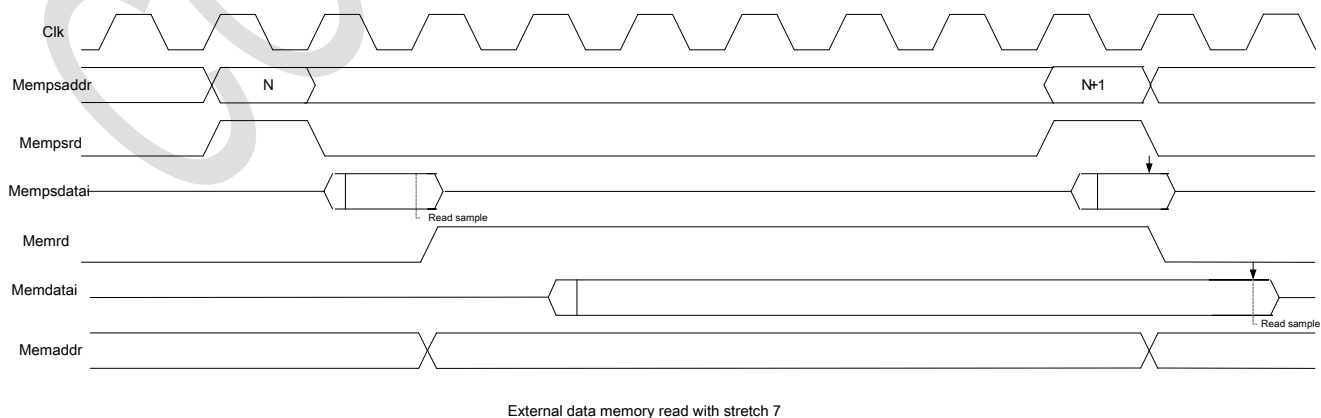 Clk
Mempsaddr
N
N+1
Mempsrd
Mempsdatai
Read sample
Memrd
Memdatai
Read sample
Memaddr
External data memory read with stretch 7